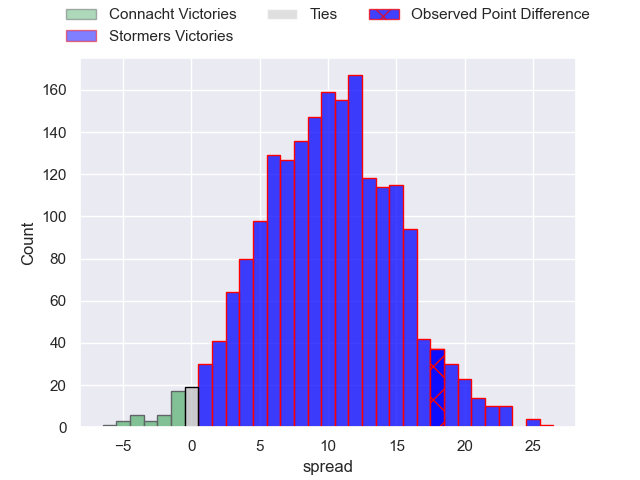 Connacht Victories
Ties
Observed Point Difference
Stormers Victories
160
140
120
100
80
60
40
20
0
Count
−5
0
5
10
15
20
25
spread